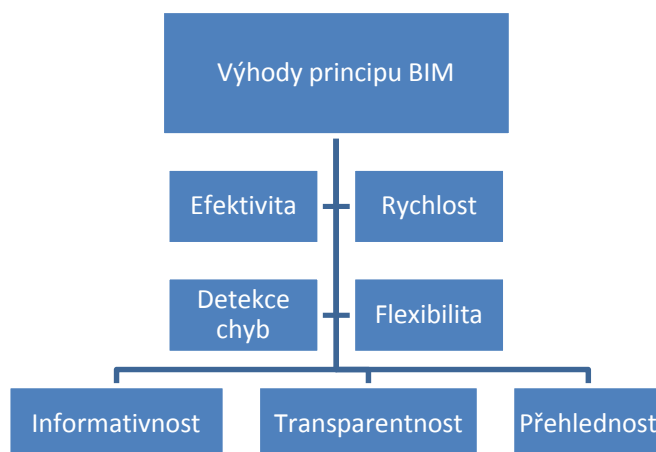 Výhody principu BIM
Efektivita
Rychlost
Detekce
chyb
Flexibilita
Informativnost
Transparentnost
Přehlednost